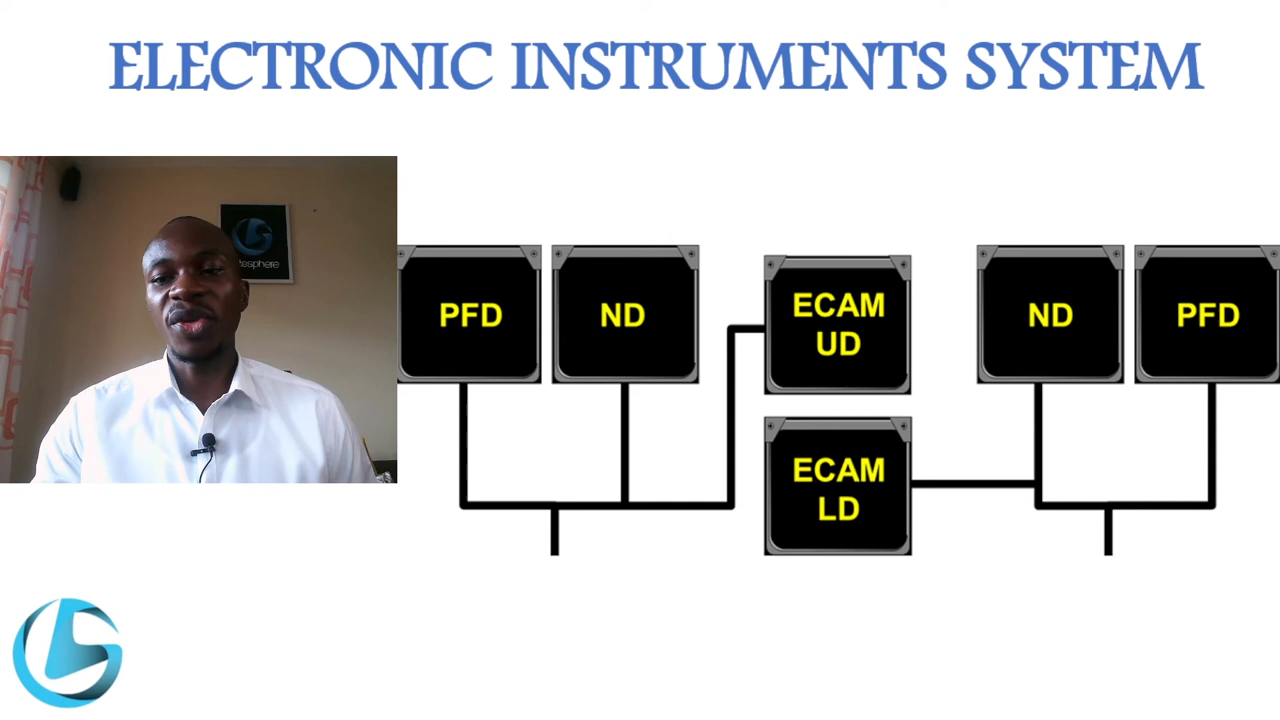 ELECTRONIC INSTRUMENTS SYSTEM
PFD
ND
ECAM
UD
ND
PFD
ECAM
LD